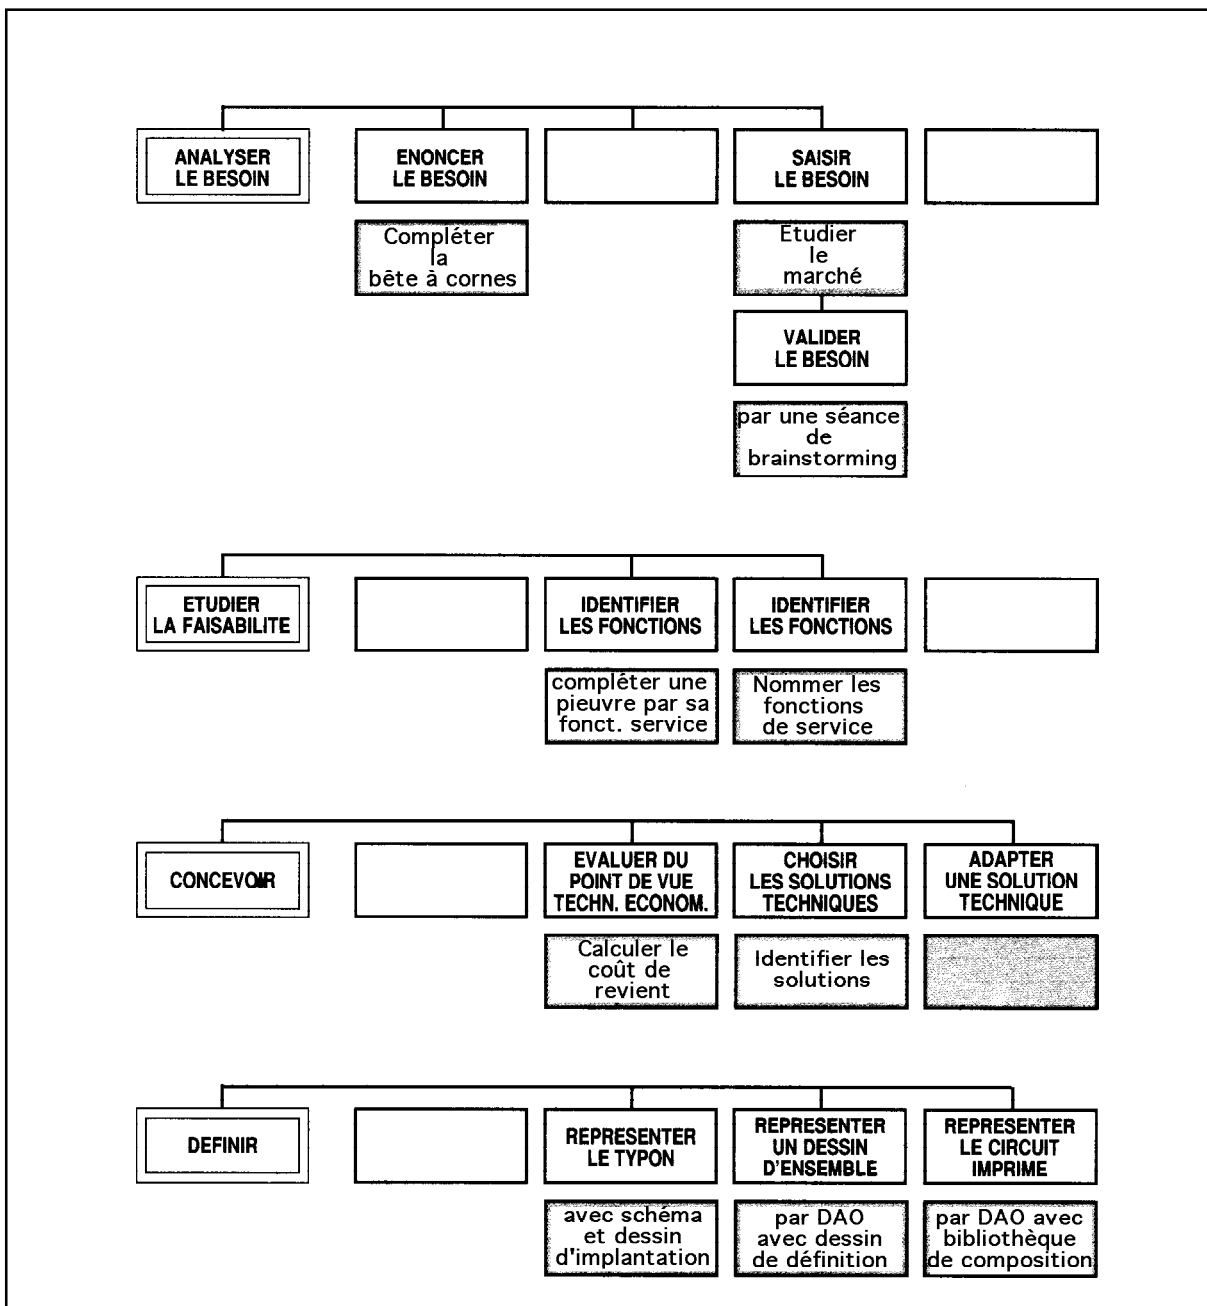 ANALYSER
LE BESOIN
ENONCER
LE BESOIN
SAISIR
LE BESOIN
Compléter
la
bête à cornes
Etudier
le
marché
VALIDER
LE BESOIN
par une séance
de
brainstorming
ETUDIER
LA FAISABILITE
IDENTIFIER
LES FONCTIONS
IDENTIFIER
LES FONCTIONS
compléter une
pieuvre par sa
fonct. service
Nommer les
fonctions
de service
CONCEVOIR
EVALUER DU
POINT DE VUE
TECHN. ECONOM.
CHOISIR
LES SOLUTIONS
TECHNIQUES
ADAPTER
UNE SOLUTION
TECHNIQUE
Calculer le
coût de
revient
Identifier les
solutions
DEFINIR
REPRESENTER
LE TYPON
REPRESENTER
UN DESSIN
D'ENSEMBLE
REPRESENTER
LE CIRCUIT
IMPRIME
avec schéma
et dessin
d'implantation
par DAO
avec dessin
de définition
par DAO avec
bibliothèque
de composition